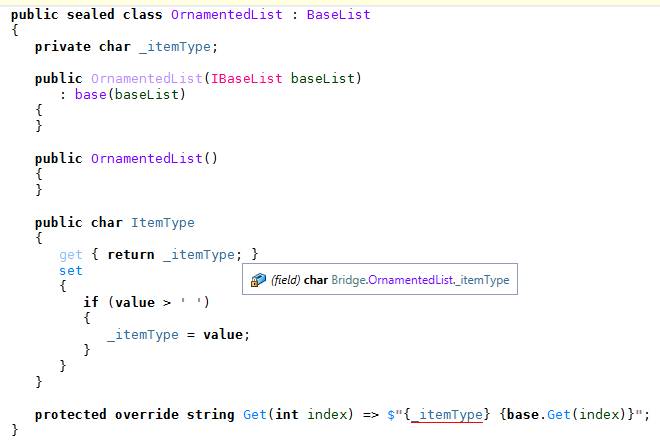 public sealed class OrnamentedList : BaseList
{
private char _itemType;
public OrnamentedList(IBaseList baseList)
: base(baseList)
{
}
public OrnamentedList()
{
}
public char ItemType
{
get { return _itemType; }
set
{
if (value > ' ')
{
_itemType = value;
}
}
}
(field) char Bridge.OrnamentedList._itemType
protected override string Get(int index) => $"{_itemType} {base.Get(index)}";
}